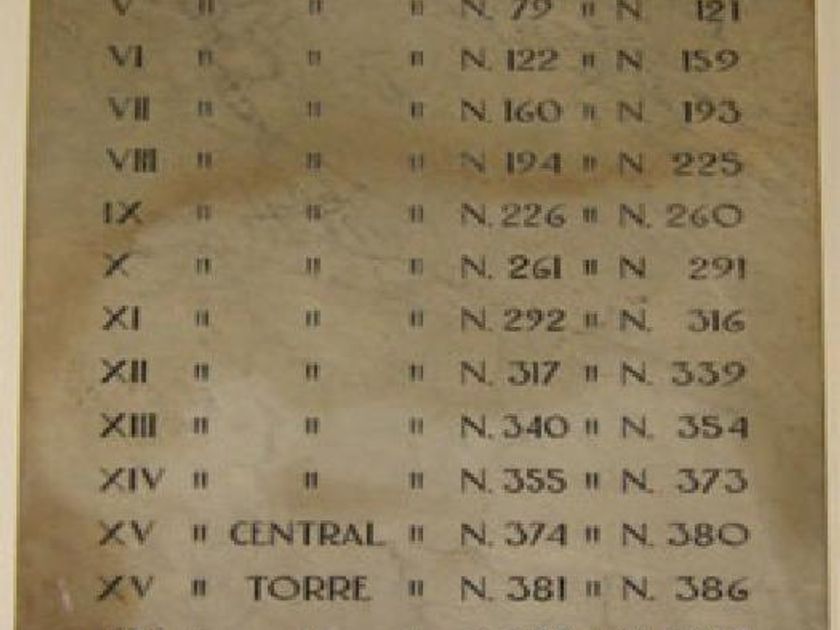 V " " " N. 79 " N. 121
VI " " " N. 122 " N. 159
VII " " " N. 160 " N. 193
VIII " " " N. 194 " N. 225
IX " " " N. 226 " N. 260
X " " " N. 261 " N. 291
XI " " " N. 292 " N. 316
XII " " " N. 317 " N. 339
XIII " " " N. 340 " N. 354
XIV " " " N. 355 " N. 373
XV " CENTRAL " N. 374 " N. 380
XV " TORRE " N. 381 " N. 386